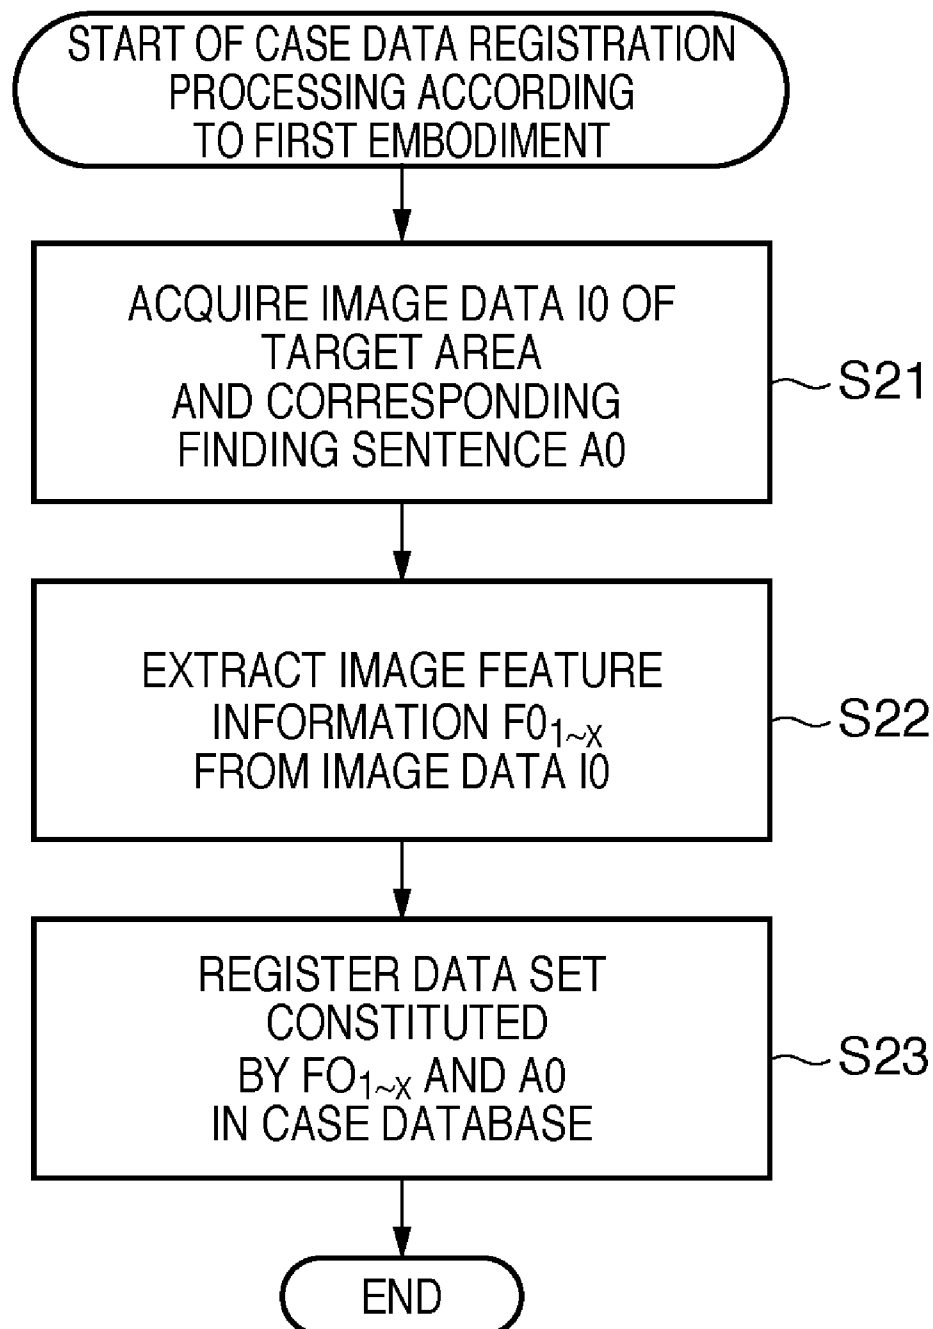 START OF CASE DATA REGISTRATION
PROCESSING ACCORDING
TO FIRST EMBODIMENT
ACQUIRE IMAGE DATA I0 OF
TARGET AREA
AND CORRESPONDING
FINDING SENTENCE A0
S21
EXTRACT IMAGE FEATURE
INFORMATION F0₁~ₓ
FROM IMAGE DATA I0
S22
REGISTER DATA SET
CONSTITUTED
BY FO₁~ₓ AND A0
IN CASE DATABASE
S23
END